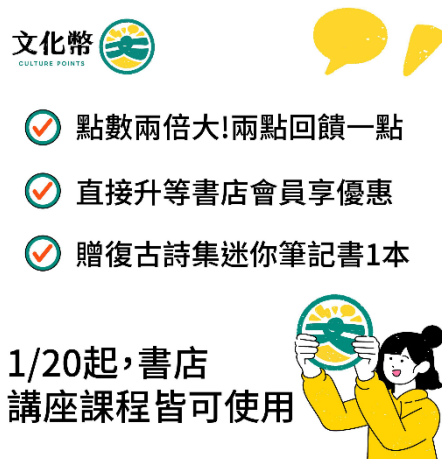 文化幣
CULTURE POINTS
點數兩倍大!兩點回饋一點
直接升等書店會員享優惠
贈復古詩集迷你筆記書1本
1/20起,書店
講座課程皆可使用